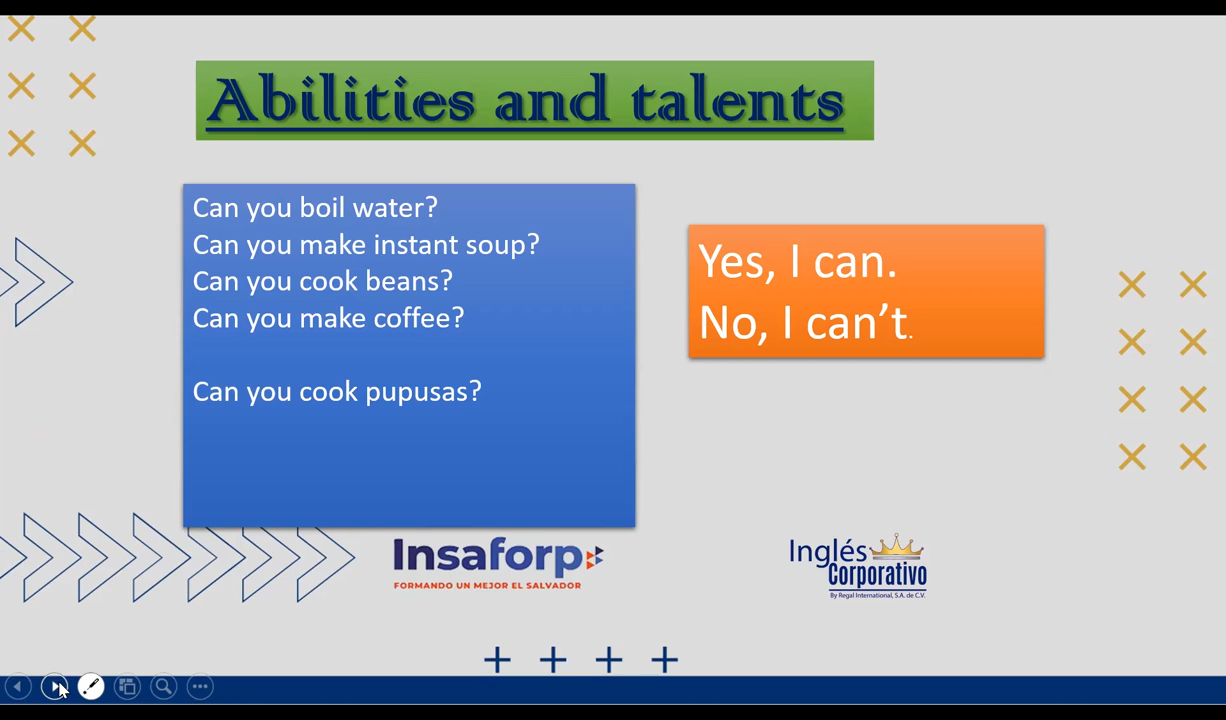 Abilities and talents
Can you boil water?
Can you make instant soup?
Can you cook beans?
Can you make coffee?
Can you cook pupusas?
Yes, I can.
No, I can’t.
Insaforp
FORMANDO UN MEJOR EL SALVADOR
Inglés
Corporativo
By Regal International, S.A. de C.V.